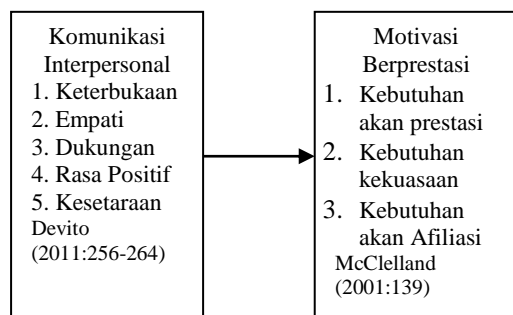 Komunikasi
Interpersonal
1. Keterbukaan
2. Empati
3. Dukungan
4. Rasa Positif
5. Kesetaraan
Devito
(2011:256-264)
Motivasi
Berprestasi
1. Kebutuhan
akan prestasi
2. Kebutuhan
kekuasaan
3. Kebutuhan
akan Afiliasi
McClelland
(2001:139)